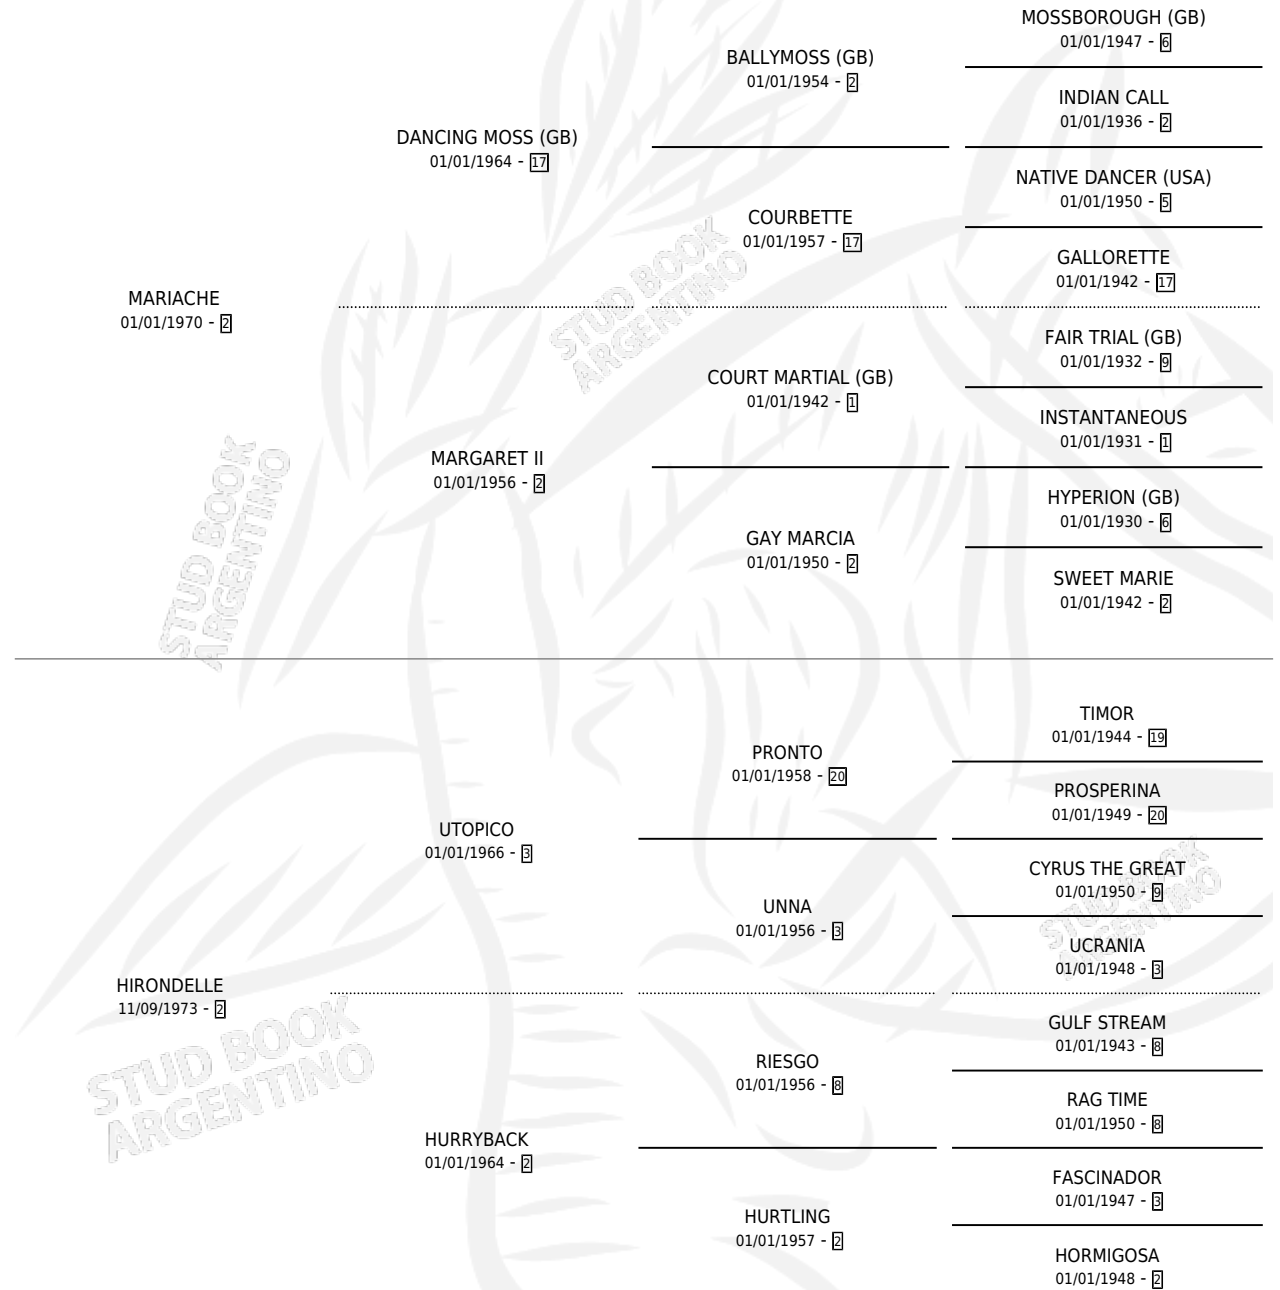 MOSSBOROUGH (GB)
01/01/1947 - 6
BALLYMOSS (GB)
01/01/1954 - 2
INDIAN CALL
01/01/1936 - 2
DANCING MOSS (GB)
01/01/1964 - 17
NATIVE DANCER (USA)
01/01/1950 - 5
COURBETTE
01/01/1957 - 17
GALLORETTE
01/01/1942 - 17
MARIACHE
01/01/1970 - 2
FAIR TRIAL (GB)
01/01/1932 - 9
COURT MARTIAL (GB)
01/01/1942 - 1
INSTANTANEOUS
01/01/1931 - 1
MARGARET II
01/01/1956 - 2
HYPERION (GB)
01/01/1930 - 6
GAY MARCIA
01/01/1950 - 2
SWEET MARIE
01/01/1942 - 2
TIMOR
01/01/1944 - 19
PRONTO
01/01/1958 - 20
PROSPERINA
01/01/1949 - 20
UTOPICO
01/01/1966 - 3
CYRUS THE GREAT
01/01/1950 - 9
UNNA
01/01/1956 - 3
UCRANIA
01/01/1948 - 3
HIRONDELLE
11/09/1973 - 2
GULF STREAM
01/01/1943 - 8
RIESGO
01/01/1956 - 8
RAG TIME
01/01/1950 - 8
HURRYBACK
01/01/1964 - 2
FASCINADOR
01/01/1947 - 3
HURTLING
01/01/1957 - 2
HORMIGOSA
01/01/1948 - 2
STUD BOOK
ARGENTINO
STUD BOOK
ARGENTINO
STUD BOOK
ARGENTINO
STUD BOOK
ARGENTINO